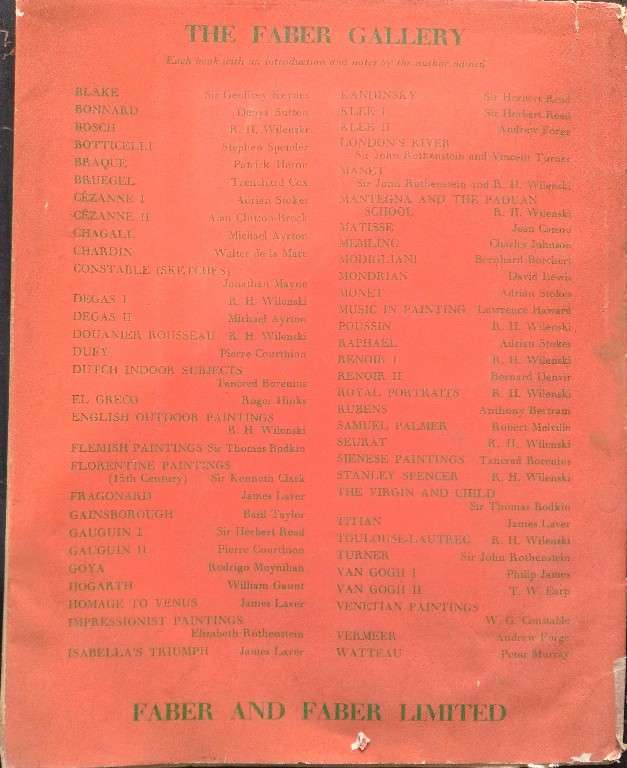 THE FABER GALLERY
Each book with an introduction and notes by the author named
BLAKE Sir Geoffrey Keynes
BONNARD Denys Sutton
BOSCH R. H. Wilenski
BOTTICELLI Stephen Spender
BRAQUE Patrick Heron
BRUEGEL Trenchard Cox
CÉZANNE I Adrian Stokes
CÉZANNE II Alan Clutton-Brock
CHAGALL Michael Ayrton
CHARDIN Walter de la Mare
CONSTABLE (SKETCHES)
Jonathan Mayne
DEGAS I R. H. Wilenski
DEGAS II Michael Ayrton
DOUANIER ROUSSEAU R. H. Wilenski
DUFY Pierre Courthion
DUTCH INDOOR SUBJECTS
Tancred Borenius
EL GRECO Roger Hinks
ENGLISH OUTDOOR PAINTINGS
R. H. Wilenski
FLEMISH PAINTINGS Sir Thomas Bodkin
FLORENTINE PAINTINGS
(15th Century) Sir Kenneth Clark
FRAGONARD James Laver
GAINSBOROUGH Basil Taylor
GAUGUIN I Sir Herbert Read
GAUGUIN II Pierre Courthion
GOYA Rodrigo Moynihan
HOGARTH William Gaunt
HOMAGE TO VENUS James Laver
IMPRESSIONIST PAINTINGS
Elizabeth Rothenstein
ISABELLA'S TRIUMPH James Laver
KANDINSKY Sir Herbert Read
KLEE I Sir Herbert Read
KLEE II Andrew Forge
LONDON'S RIVER
Sir John Rothenstein and Vincent Turner
MANET
Sir John Rothenstein and R. H. Wilenski
MANTEGNA AND THE PADUAN
SCHOOL R. H. Wilenski
MATISSE Jean Cassou
MEMLING Charles Johnson
MODIGLIANI Bernhard Borchert
MONDRIAN David Lewis
MONET Adrian Stokes
MUSIC IN PAINTING Lawrence Haward
POUSSIN R. H. Wilenski
RAPHAEL Adrian Stokes
RENOIR I R. H. Wilenski
RENOIR II Bernard Denvir
ROYAL PORTRAITS R. H. Wilenski
RUBENS Anthony Bertram
SAMUEL PALMER Robert Melville
SEURAT R. H. Wilenski
SIENESE PAINTINGS Tancred Borenius
STANLEY SPENCER R. H. Wilenski
THE VIRGIN AND CHILD
Sir Thomas Bodkin
TITIAN James Laver
TOULOUSE-LAUTREC R. H. Wilenski
TURNER Sir John Rothenstein
VAN GOGH I Philip James
VAN GOGH II T. W. Earp
VENETIAN PAINTINGS
W. G. Constable
VERMEER Andrew Forge
WATTEAU Peter Murray
FABER AND FABER LIMITED